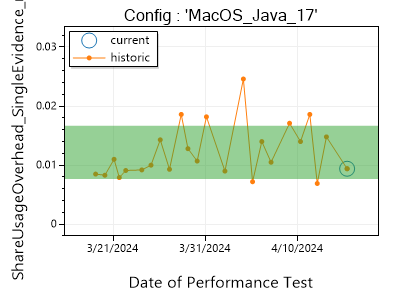 Config : 'MacOS_Java_17'
current
historic
0.03
0.02
0.01
0
ShareUsageOverhead_SingleEvidence_
3/21/2024
3/31/2024
4/10/2024
Date of Performance Test